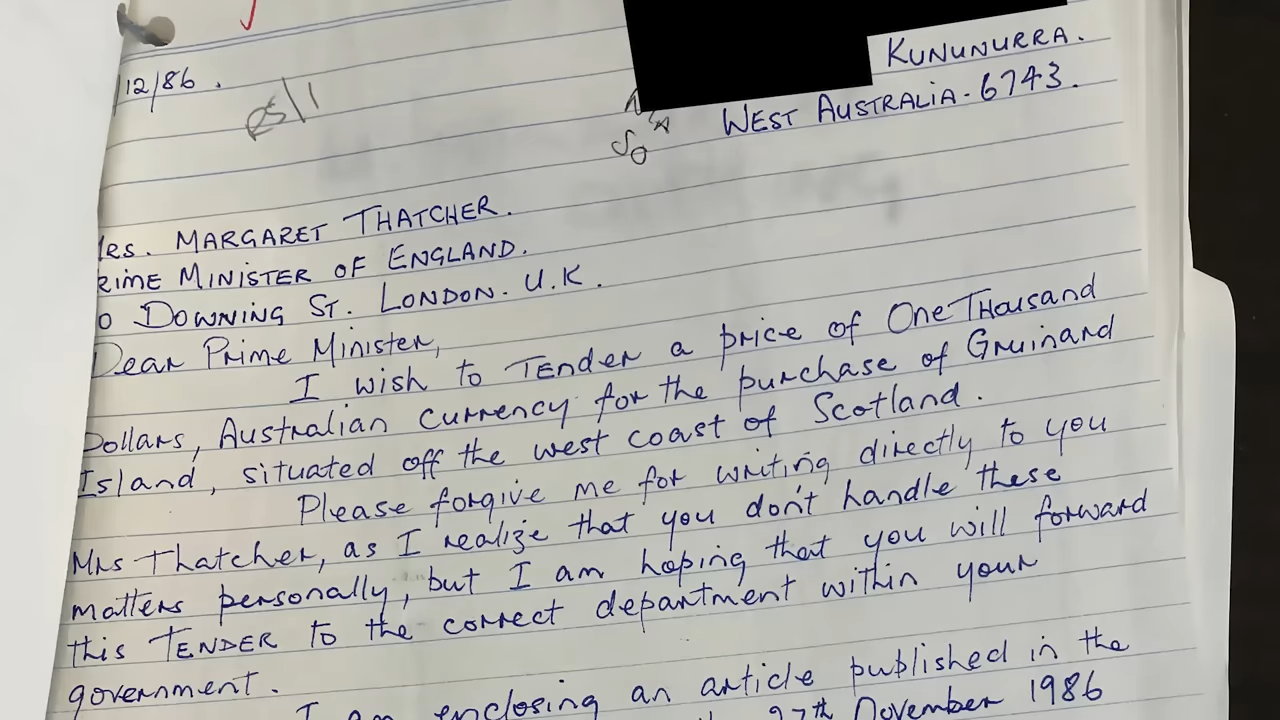 KUNUNURRA.
/12/86.
WEST AUSTRALIA - 6743.
MARGARET THATCHER.
MINISTER OF ENGLAND.
DOWNING ST. LONDON. U.K.
Dear Prime Minister,
I wish to TENDER a price of One Thousand
Dollars, Australian Currency for the purchase of Gruinard
Island, situated off the west coast of Scotland.
Please forgive me for writing directly to you
Mrs Thatcher, as I realize that you don't handle these
matters personally, but I am hoping that you will forward
this TENDER to the correct department within your
government.
I am enclosing an article published in the
27th November 1986